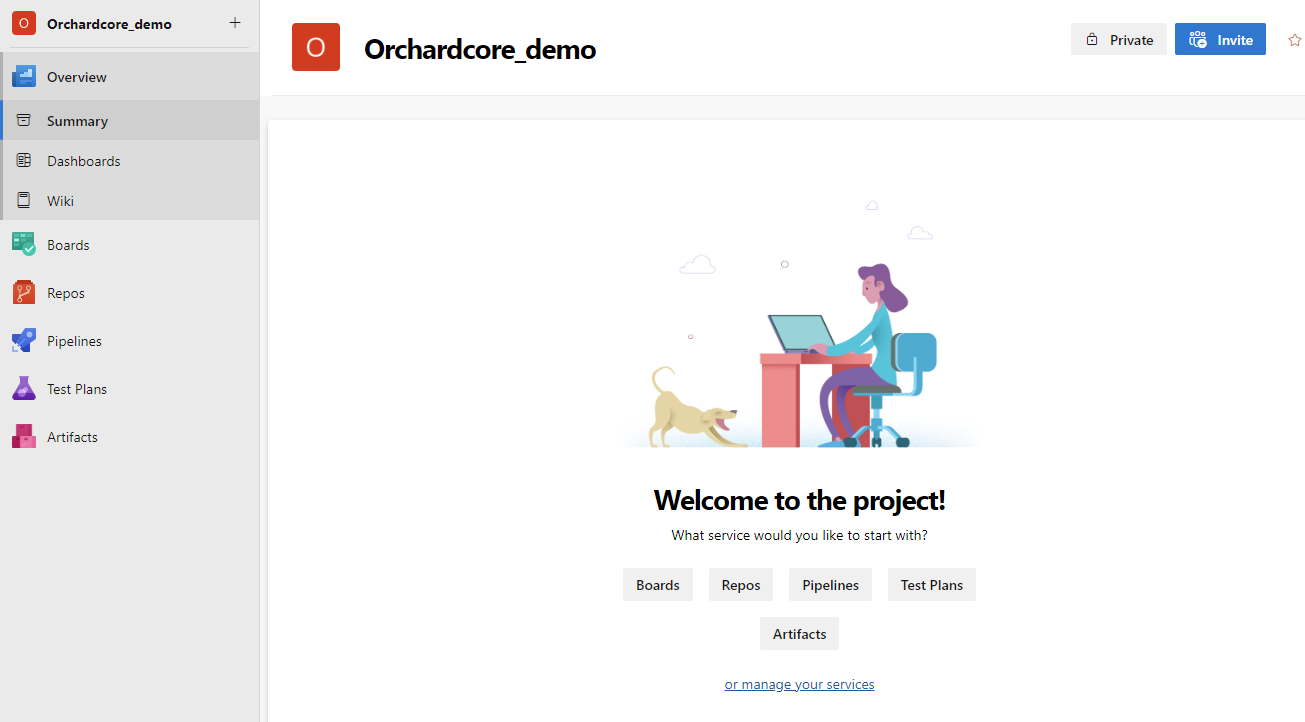 O Orchardcore_demo +
Overview
Summary
Dashboards
Wiki
Boards
Repos
Pipelines
Test Plans
Artifacts
O Orchardcore_demo
Private
Invite
Welcome to the project!
What service would you like to start with?
Boards Repos Pipelines Test Plans
Artifacts
or manage your services